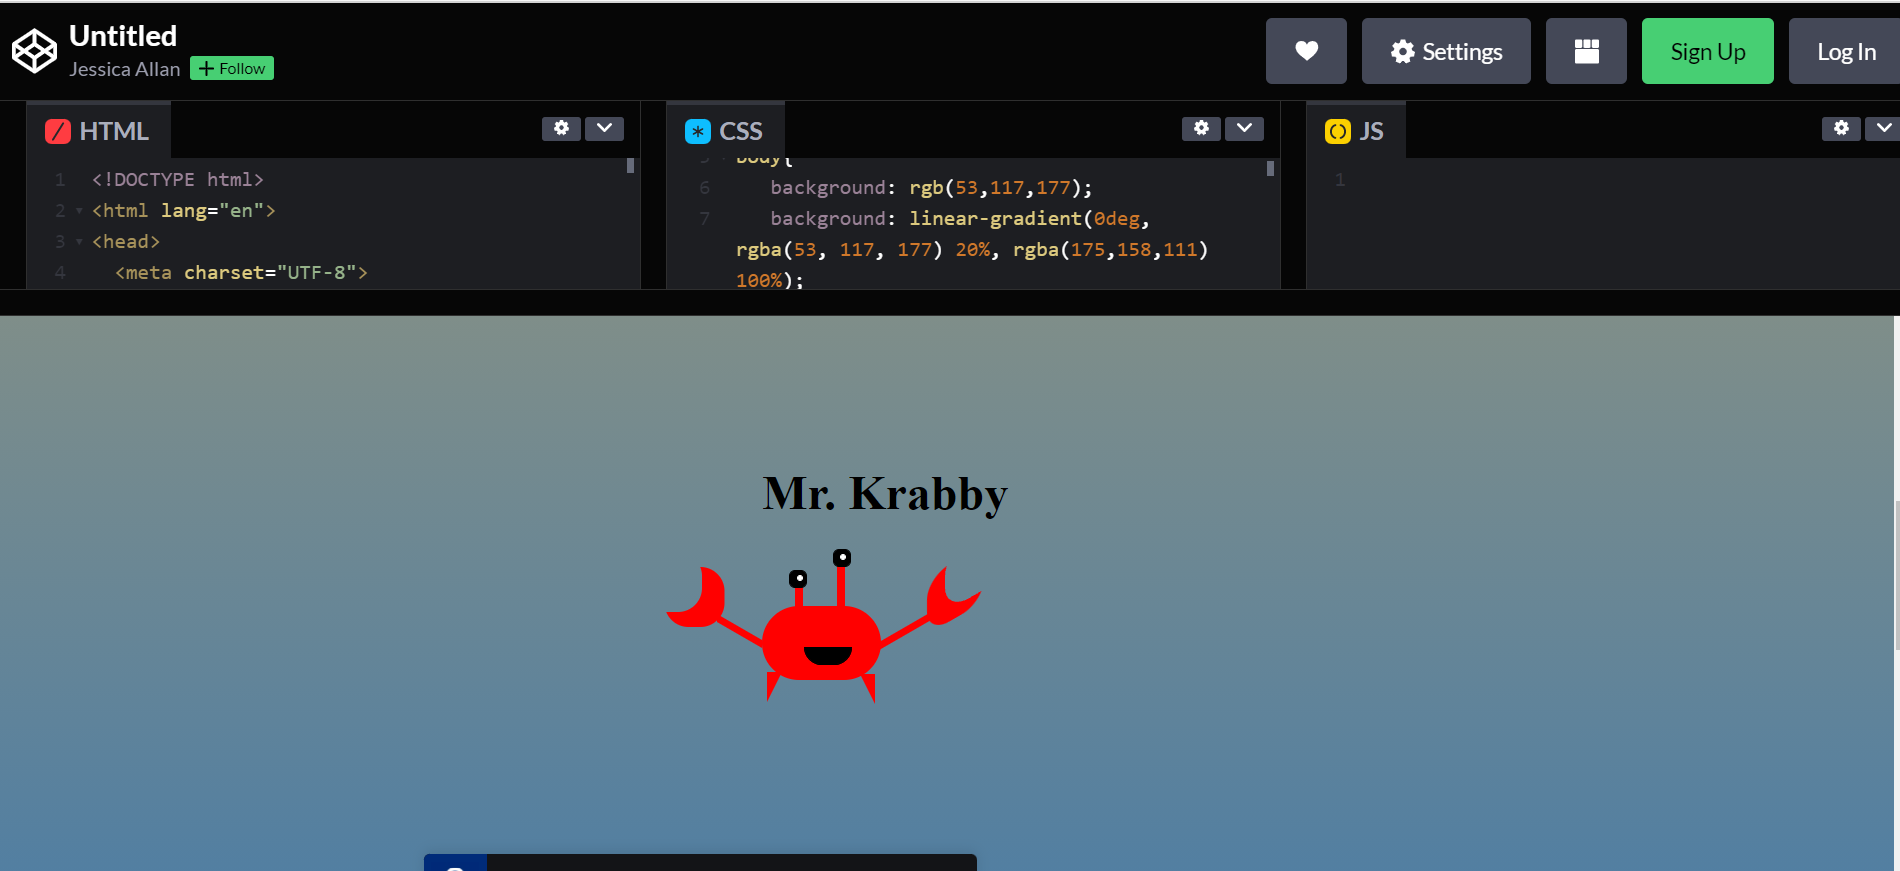 Untitled
Jessica Allan
+ Follow
Settings
Sign Up
Log In
HTML
1 <!DOCTYPE html>
2 <html lang="en">
3 <head>
4 <meta charset="UTF-8">
CSS
5 body{
6 background: rgb(53,117,177);
7 background: linear-gradient(0deg,
rgba(53, 117, 177) 20%, rgba(175,158,111)
100%);
JS
1
Mr. Krabby